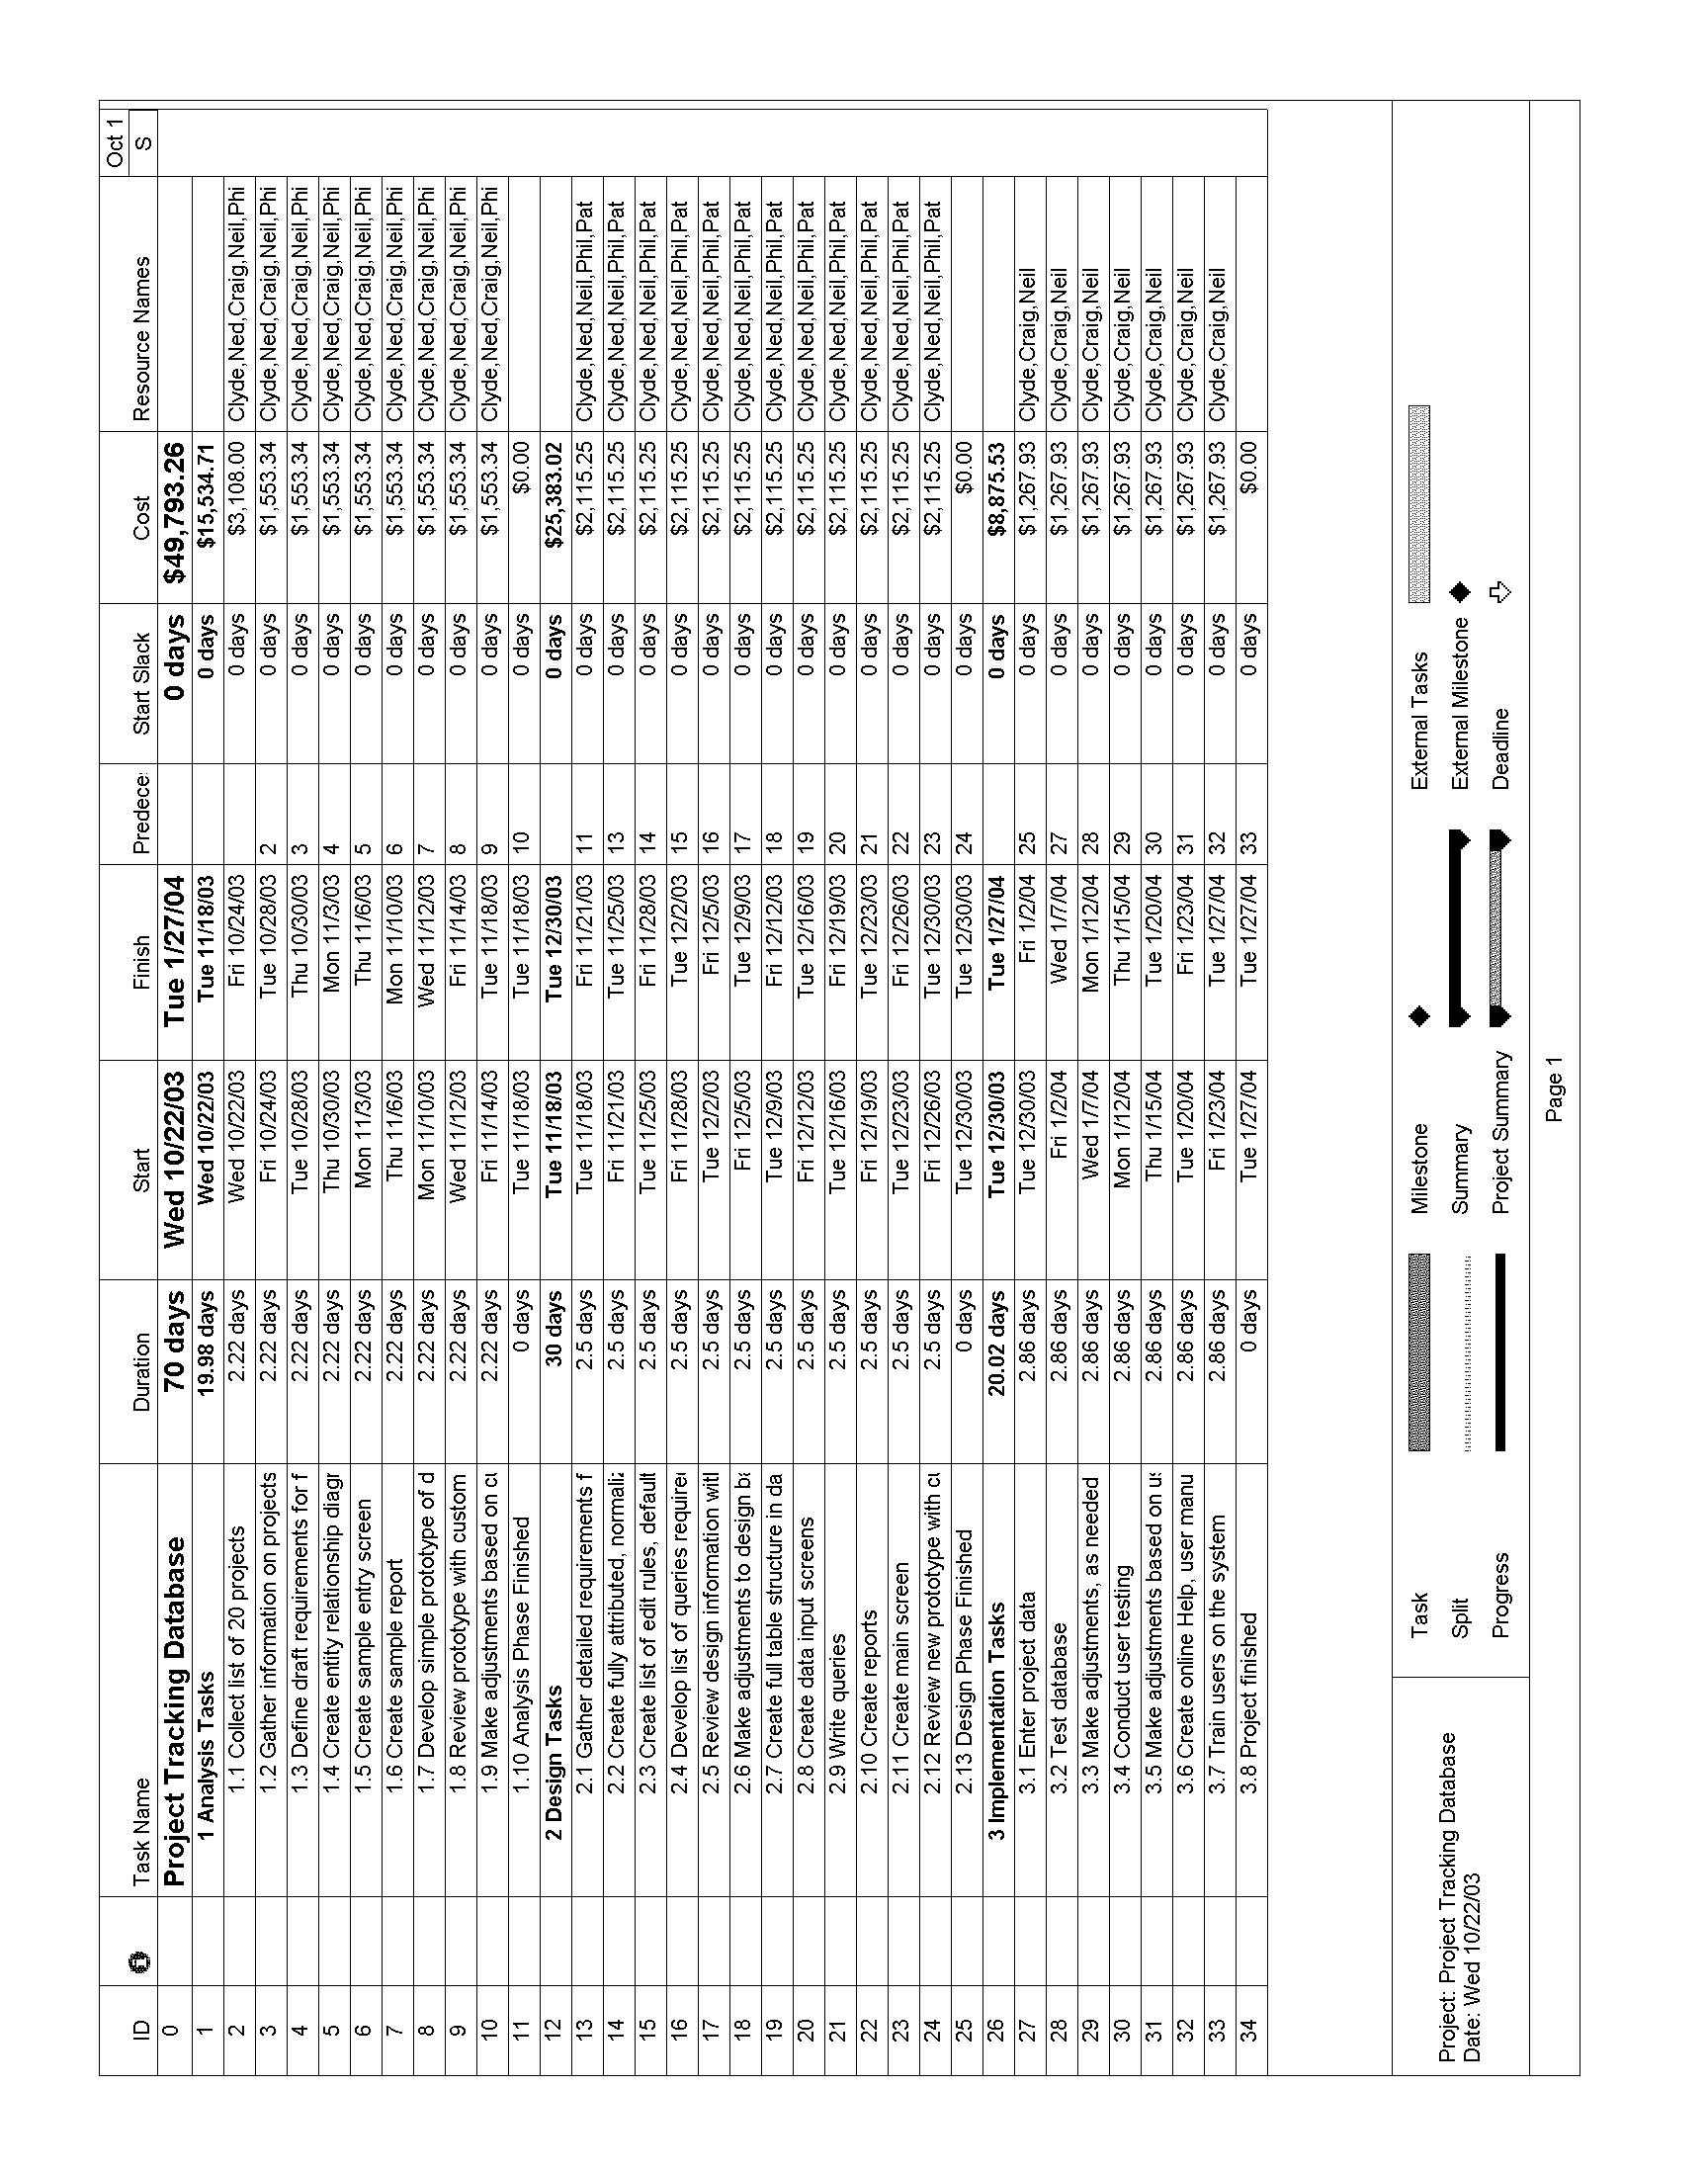 Oct 1
ID Task Name Duration Start Finish Predece Start Slack Cost Resource Names S
0 Project Tracking Database 70 days Wed 10/22/03 Tue 1/27/04 0 days $49,793.26
1 1 Analysis Tasks 19.98 days Wed 10/22/03 Tue 11/18/03 0 days $15,534.71
2 1.1 Collect list of 20 projects 2.22 days Wed 10/22/03 Fri 10/24/03 0 days $3,108.00 Clyde,Ned,Craig,Neil,Phi
3 1.2 Gather information on projects 2.22 days Fri 10/24/03 Tue 10/28/03 2 0 days $1,553.34 Clyde,Ned,Craig,Neil,Phi
4 1.3 Define draft requirements for f 2.22 days Tue 10/28/03 Thu 10/30/03 3 0 days $1,553.34 Clyde,Ned,Craig,Neil,Phi
5 1.4 Create entity relationship diagr 2.22 days Thu 10/30/03 Mon 11/3/03 4 0 days $1,553.34 Clyde,Ned,Craig,Neil,Phi
6 1.5 Create sample entry screen 2.22 days Mon 11/3/03 Thu 11/6/03 5 0 days $1,553.34 Clyde,Ned,Craig,Neil,Phi
7 1.6 Create sample report 2.22 days Thu 11/6/03 Mon 11/10/03 6 0 days $1,553.34 Clyde,Ned,Craig,Neil,Phi
8 1.7 Develop simple prototype of d 2.22 days Mon 11/10/03 Wed 11/12/03 7 0 days $1,553.34 Clyde,Ned,Craig,Neil,Phi
9 1.8 Review prototype with custom 2.22 days Wed 11/12/03 Fri 11/14/03 8 0 days $1,553.34 Clyde,Ned,Craig,Neil,Phi
10 1.9 Make adjustments based on cu 2.22 days Fri 11/14/03 Tue 11/18/03 9 0 days $1,553.34 Clyde,Ned,Craig,Neil,Phi
11 1.10 Analysis Phase Finished 0 days Tue 11/18/03 Tue 11/18/03 10 0 days $0.00
12 2 Design Tasks 30 days Tue 11/18/03 Tue 12/30/03 0 days $25,383.02
13 2.1 Gather detailed requirements f 2.5 days Tue 11/18/03 Fri 11/21/03 11 0 days $2,115.25 Clyde,Ned,Neil,Phil,Pat
14 2.2 Create fully attributed, normali 2.5 days Fri 11/21/03 Tue 11/25/03 13 0 days $2,115.25 Clyde,Ned,Neil,Phil,Pat
15 2.3 Create list of edit rules, default 2.5 days Tue 11/25/03 Fri 11/28/03 14 0 days $2,115.25 Clyde,Ned,Neil,Phil,Pat
16 2.4 Develop list of queries require 2.5 days Fri 11/28/03 Tue 12/2/03 15 0 days $2,115.25 Clyde,Ned,Neil,Phil,Pat
17 2.5 Review design information wit 2.5 days Tue 12/2/03 Fri 12/5/03 16 0 days $2,115.25 Clyde,Ned,Neil,Phil,Pat
18 2.6 Make adjustments to design ba 2.5 days Fri 12/5/03 Tue 12/9/03 17 0 days $2,115.25 Clyde,Ned,Neil,Phil,Pat
19 2.7 Create full table structure in da 2.5 days Tue 12/9/03 Fri 12/12/03 18 0 days $2,115.25 Clyde,Ned,Neil,Phil,Pat
20 2.8 Create data input screens 2.5 days Fri 12/12/03 Tue 12/16/03 19 0 days $2,115.25 Clyde,Ned,Neil,Phil,Pat
21 2.9 Write queries 2.5 days Tue 12/16/03 Fri 12/19/03 20 0 days $2,115.25 Clyde,Ned,Neil,Phil,Pat
22 2.10 Create reports 2.5 days Fri 12/19/03 Tue 12/23/03 21 0 days $2,115.25 Clyde,Ned,Neil,Phil,Pat
23 2.11 Create main screen 2.5 days Tue 12/23/03 Fri 12/26/03 22 0 days $2,115.25 Clyde,Ned,Neil,Phil,Pat
24 2.12 Review new prototype with cu 2.5 days Fri 12/26/03 Tue 12/30/03 23 0 days $2,115.25 Clyde,Ned,Neil,Phil,Pat
25 2.13 Design Phase Finished 0 days Tue 12/30/03 Tue 12/30/03 24 0 days $0.00
26 3 Implementation Tasks 20.02 days Tue 12/30/03 Tue 1/27/04 0 days $8,875.53
27 3.1 Enter project data 2.86 days Tue 12/30/03 Fri 1/2/04 25 0 days $1,267.93 Clyde,Craig,Neil
28 3.2 Test database 2.86 days Fri 1/2/04 Wed 1/7/04 27 0 days $1,267.93 Clyde,Craig,Neil
29 3.3 Make adjustments, as needed 2.86 days Wed 1/7/04 Mon 1/12/04 28 0 days $1,267.93 Clyde,Craig,Neil
30 3.4 Conduct user testing 2.86 days Mon 1/12/04 Thu 1/15/04 29 0 days $1,267.93 Clyde,Craig,Neil
31 3.5 Make adjustments based on us 2.86 days Thu 1/15/04 Tue 1/20/04 30 0 days $1,267.93 Clyde,Craig,Neil
32 3.6 Create online Help, user manu 2.86 days Tue 1/20/04 Fri 1/23/04 31 0 days $1,267.93 Clyde,Craig,Neil
33 3.7 Train users on the system 2.86 days Fri 1/23/04 Tue 1/27/04 32 0 days $1,267.93 Clyde,Craig,Neil
34 3.8 Project finished 0 days Tue 1/27/04 Tue 1/27/04 33 0 days $0.00
Project: Project Tracking Database
Date: Wed 10/22/03
Task Milestone External Tasks
Split Summary External Milestone
Progress Project Summary Deadline
Page 1